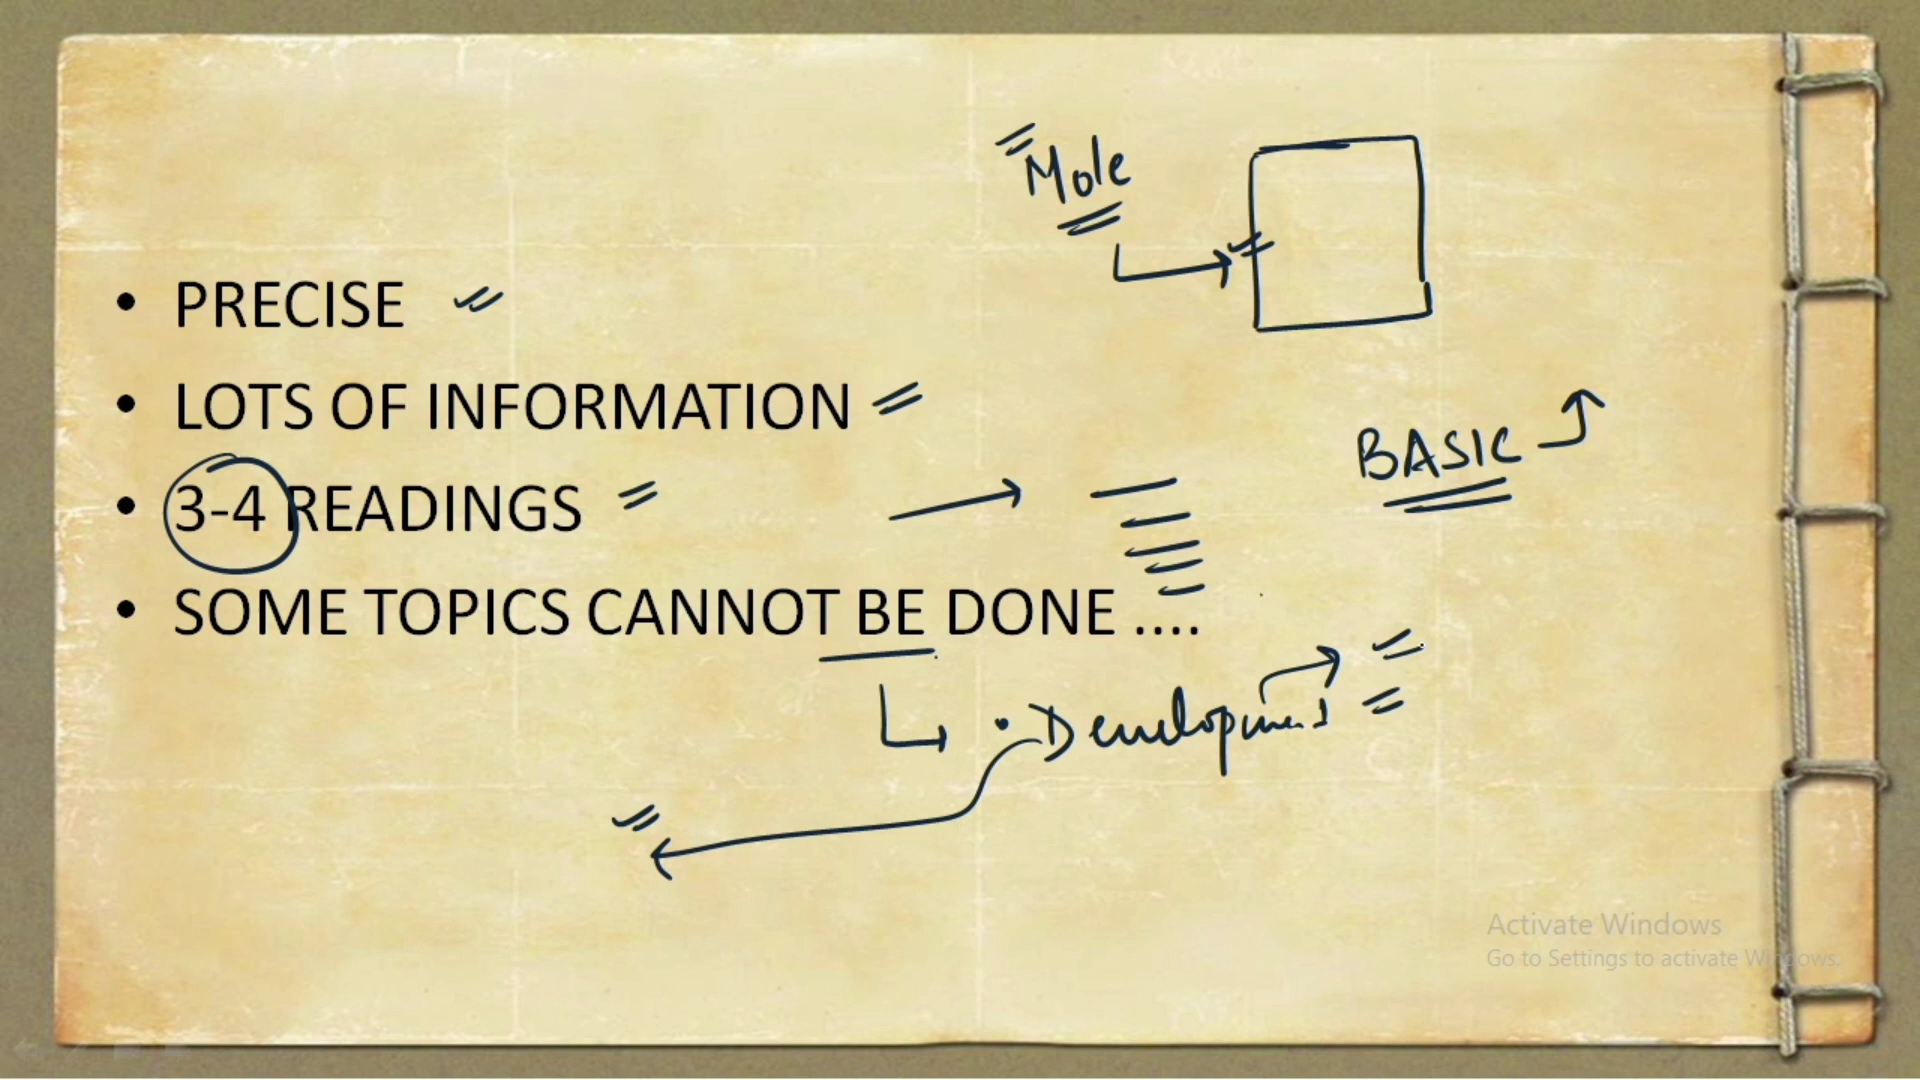 Mole
• PRECISE
• LOTS OF INFORMATION
BASIC
• 3-4 READINGS
• SOME TOPICS CANNOT BE DONE ....
• Development
Activate Windows
Go to Settings to activate Windows.